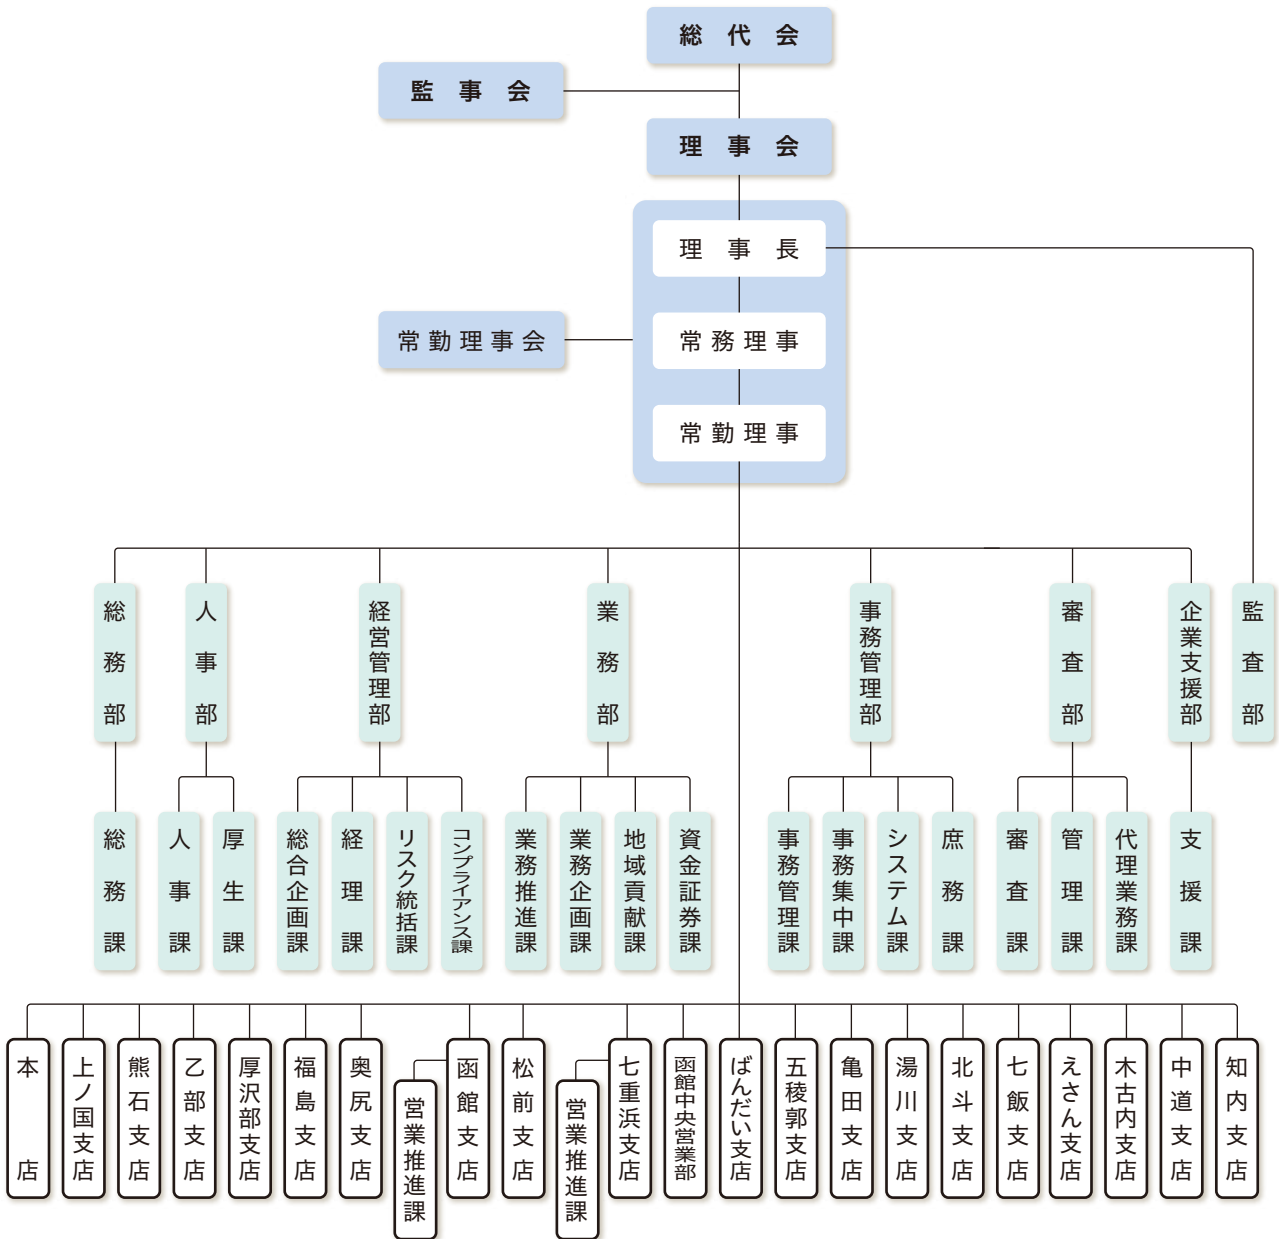 総代会
監事会
理事会
理事長
常勤理事会
常務理事
常勤理事
総務部
人事部
経営管理部
業務部
事務管理部
審査部
企業支援部
監査部
総務課
人事課
厚生課
総合企画課
経理課
リスク統括課
コンプライアンス課
業務推進課
業務企画課
地域貢献課
資金証券課
事務管理課
事務集中課
システム課
庶務課
審査課
管理課
代理業務課
支援課
本店
上ノ国支店
熊石支店
乙部支店
厚沢部支店
福島支店
奥尻支店
営業推進課
函館支店
松前支店
営業推進課
七重浜支店
函館中央営業部
ばんだい支店
五稜郭支店
亀田支店
湯川支店
北斗支店
七飯支店
えさん支店
木古内支店
中道支店
知内支店